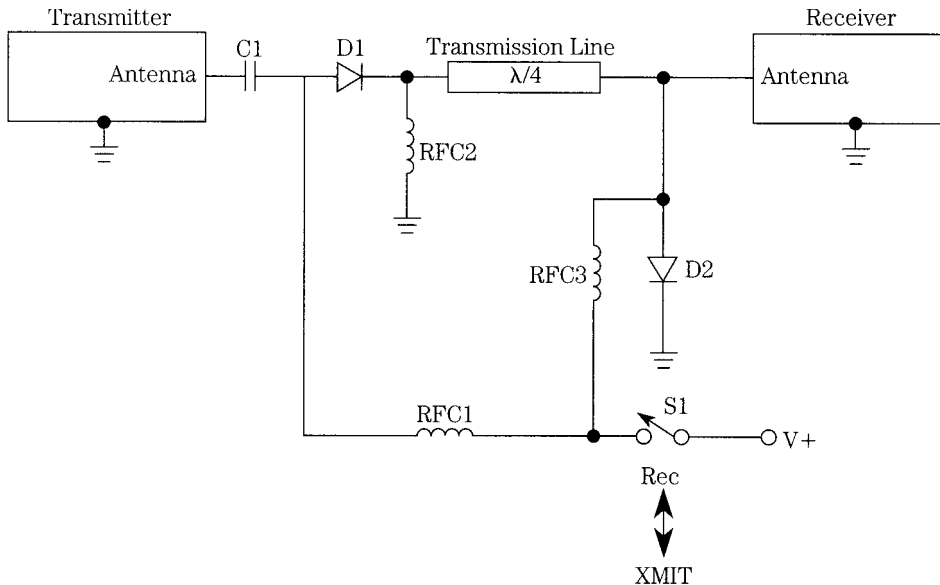 Transmitter
Receiver
C1
D1
Transmission Line
Antenna
λ/4
Antenna
RFC2
RFC3
D2
RFC1
S1
V+
Rec
XMIT